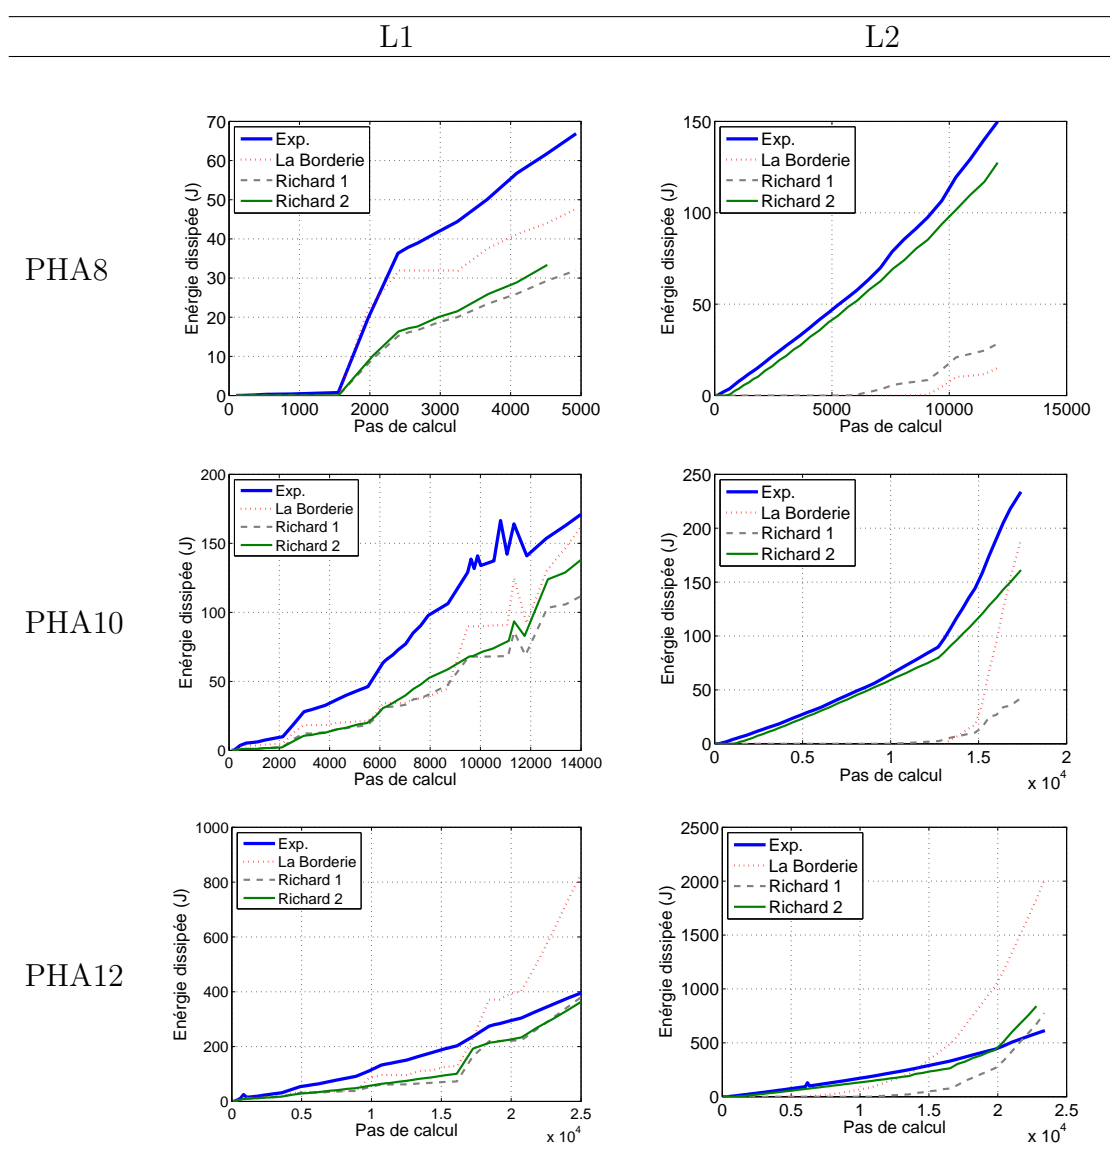 L1 L2
PHA8
Enérgie dissipée (J)
70
60
50
40
30
20
10
0
Exp.
La Borderie
Richard 1
Richard 2
0 1000 2000 3000 4000 5000
Pas de calcul
Enérgie dissipée (J)
150
100
50
0
Exp.
La Borderie
Richard 1
Richard 2
0 5000 10000 15000
Pas de calcul
PHA10
Enérgie dissipée (J)
200
150
100
50
0
Exp.
La Borderie
Richard 1
Richard 2
0 2000 4000 6000 8000 10000 12000 14000
Pas de calcul
Enérgie dissipée (J)
250
200
150
100
50
0
Exp.
La Borderie
Richard 1
Richard 2
0 0.5 1 1.5 2
Pas de calcul
x 10⁴
PHA12
Enérgie dissipée (J)
1000
800
600
400
200
0
Exp.
La Borderie
Richard 1
Richard 2
0 0.5 1 1.5 2 2.5
Pas de calcul
x 10⁴
Enérgie dissipée (J)
2500
2000
1500
1000
500
0
Exp.
La Borderie
Richard 1
Richard 2
0 0.5 1 1.5 2 2.5
Pas de calcul
x 10⁴